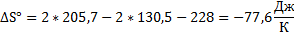 ΔS° = 2 * 205,7 − 2 * 130,5 − 228 = −77,6 Дж/К